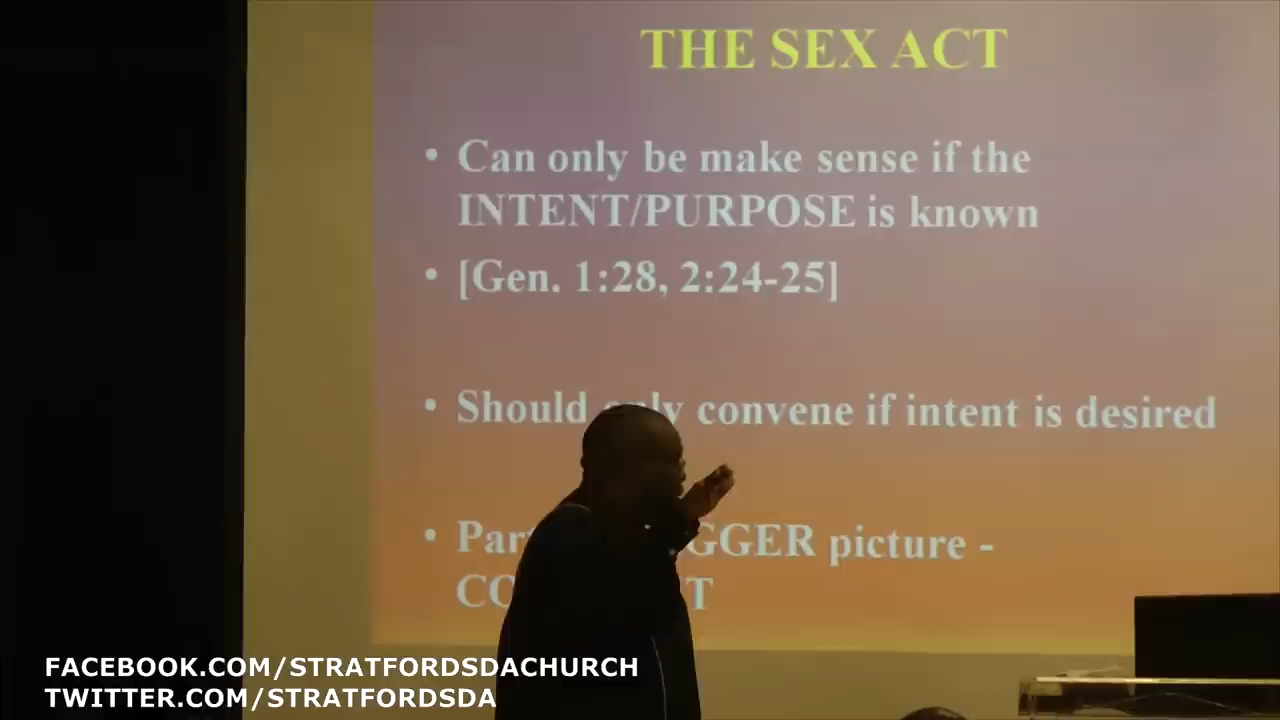 THE SEX ACT
• Can only be make sense if the
INTENT/PURPOSE is known
• [Gen. 1:28, 2:24-25]
• Should only convene if intent is desired
• picture -
FACEBOOK.COM/STRATFORDSDACHURCH
TWITTER.COM/STRATFORDSDA